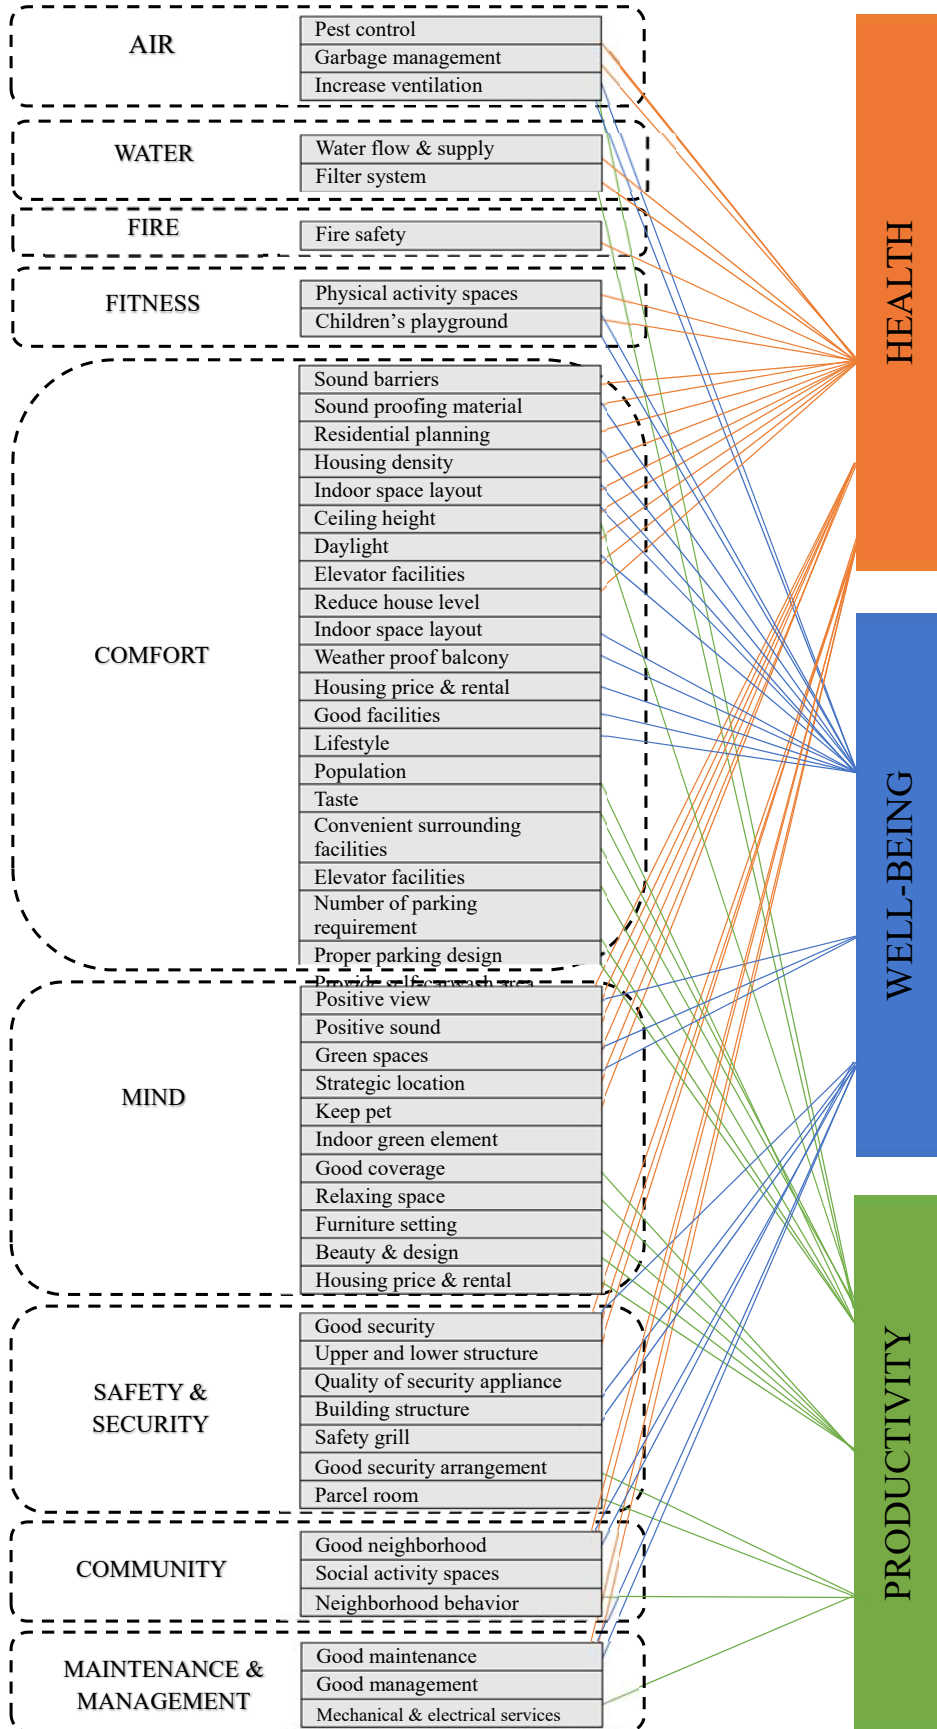 AIR
Pest control
Garbage management
Increase ventilation
WATER
Water flow & supply
Filter system
FIRE
Fire safety
FITNESS
Physical activity spaces
Children’s playground
COMFORT
Sound barriers
Sound proofing material
Residential planning
Housing density
Indoor space layout
Ceiling height
Daylight
Elevator facilities
Reduce house level
Indoor space layout
Weather proof balcony
Housing price & rental
Good facilities
Lifestyle
Population
Taste
Convenient surrounding
facilities
Elevator facilities
Number of parking
requirement
Proper parking design
Provide self-carwash area
MIND
Positive view
Positive sound
Green spaces
Strategic location
Keep pet
Indoor green element
Good coverage
Relaxing space
Furniture setting
Beauty & design
Housing price & rental
SAFETY &
SECURITY
Good security
Upper and lower structure
Quality of security appliance
Building structure
Safety grill
Good security arrangement
Parcel room
COMMUNITY
Good neighborhood
Social activity spaces
Neighborhood behavior
MAINTENANCE &
MANAGEMENT
Good maintenance
Good management
Mechanical & electrical services
HEALTH
WELL-BEING
PRODUCTIVITY